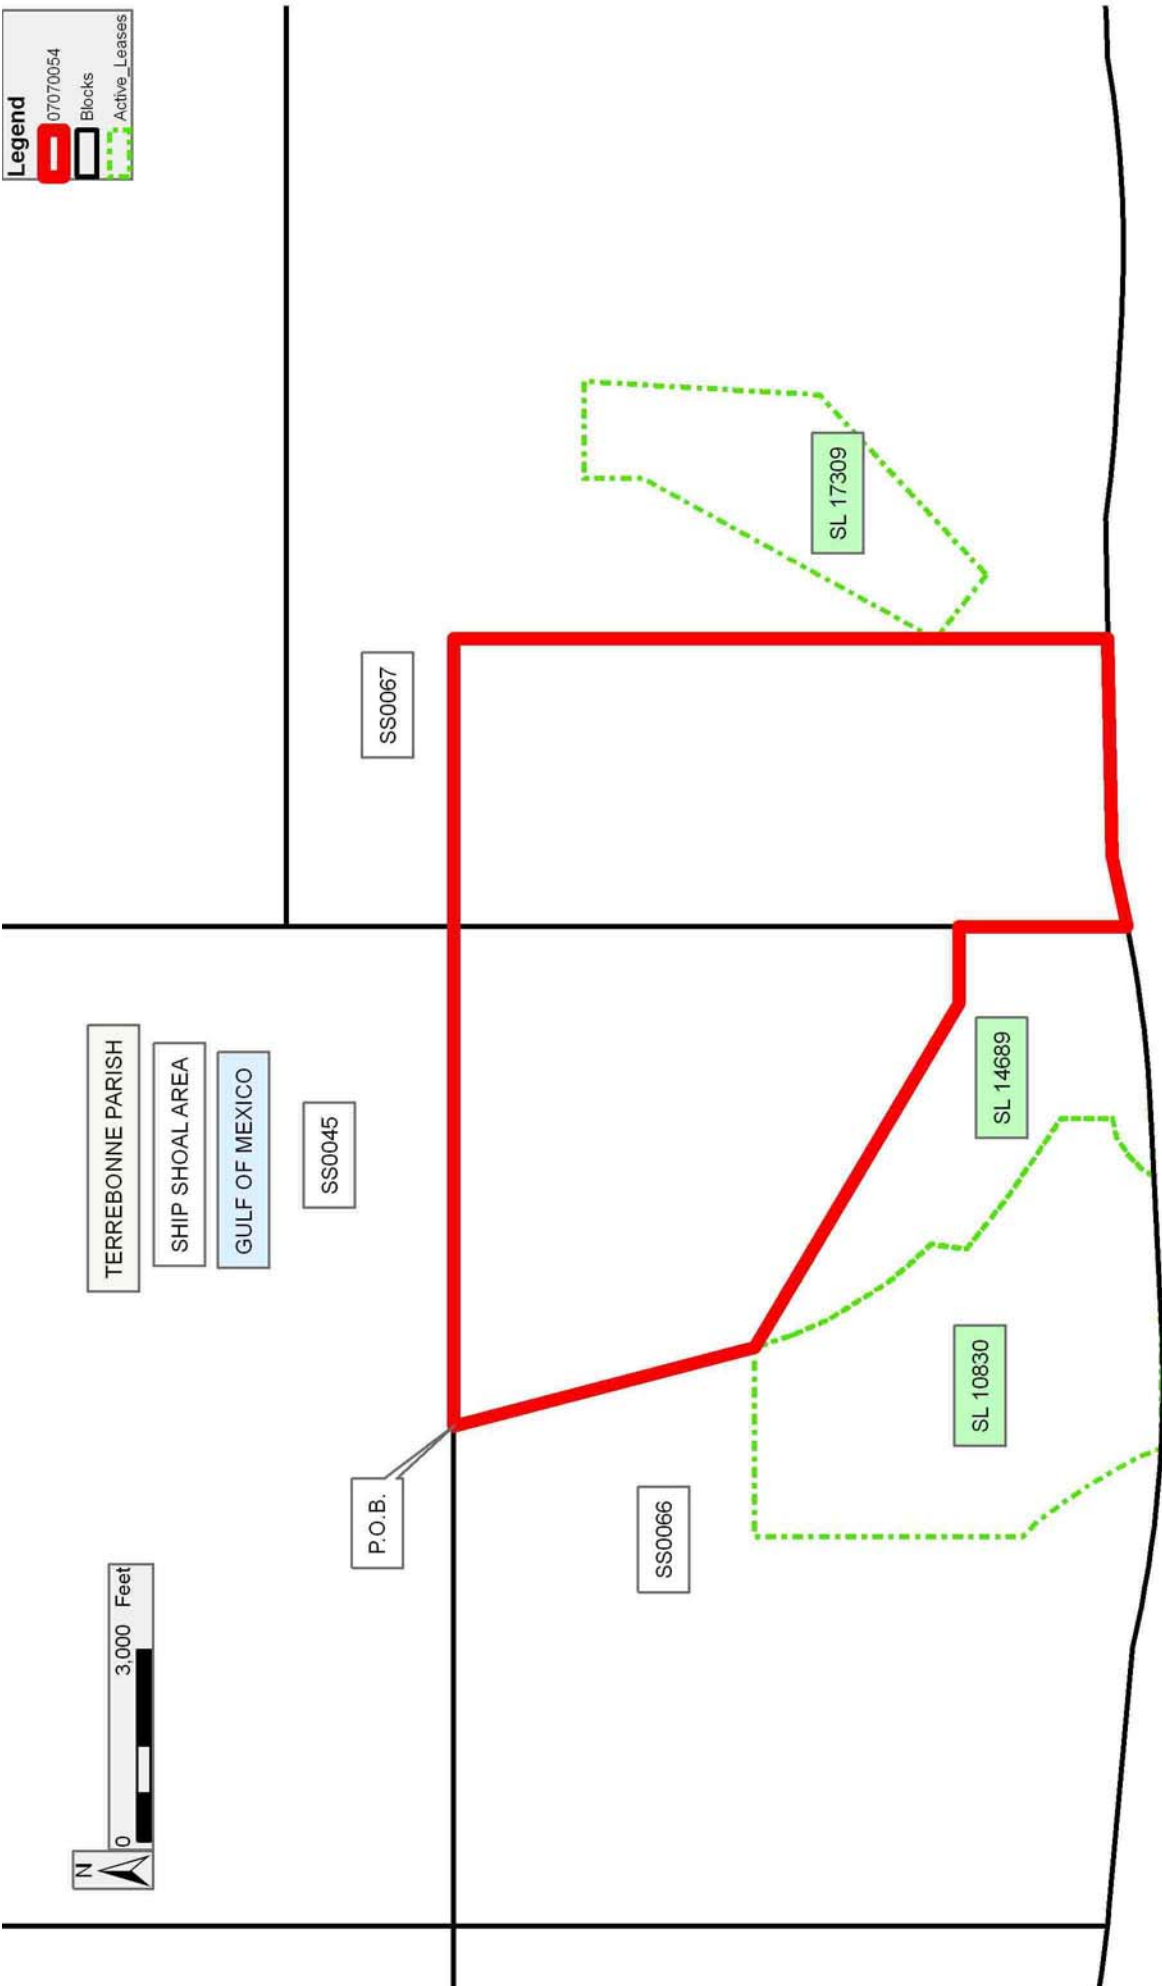 TERREBONNE PARISH
SHIP SHOAL AREA
GULF OF MEXICO
SS0045
N
0 3,000 Feet
Legend
07070054
Blocks
Active_Leases
P.O.B.
SS0067
SS0066
SL 17309
SL 10830
SL 14689